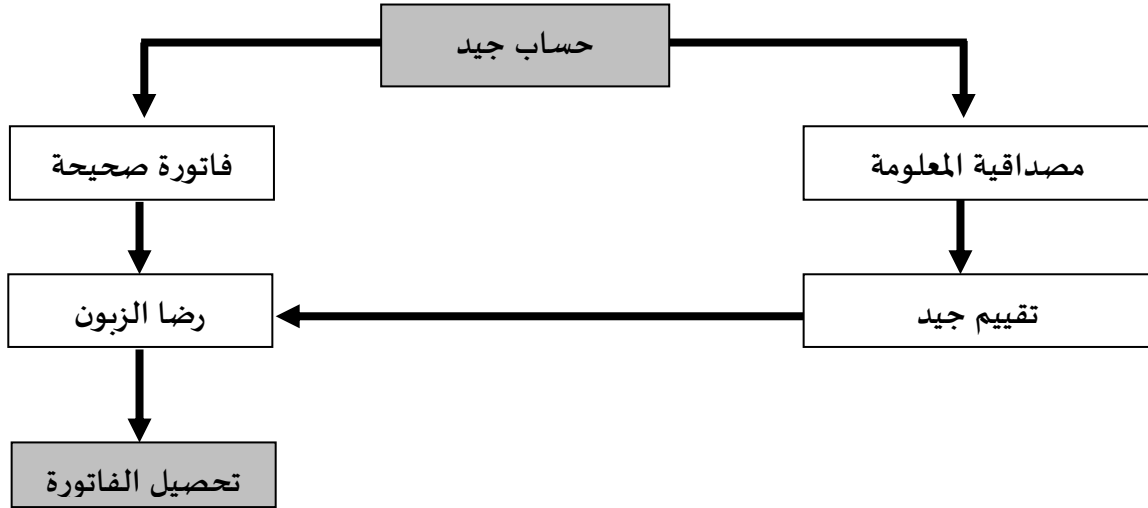 حساب جيد
مصداقية المعلومة
فاتورة صحيحة
تقييم جيد
رضا الزبون
تحصيل الفاتورة